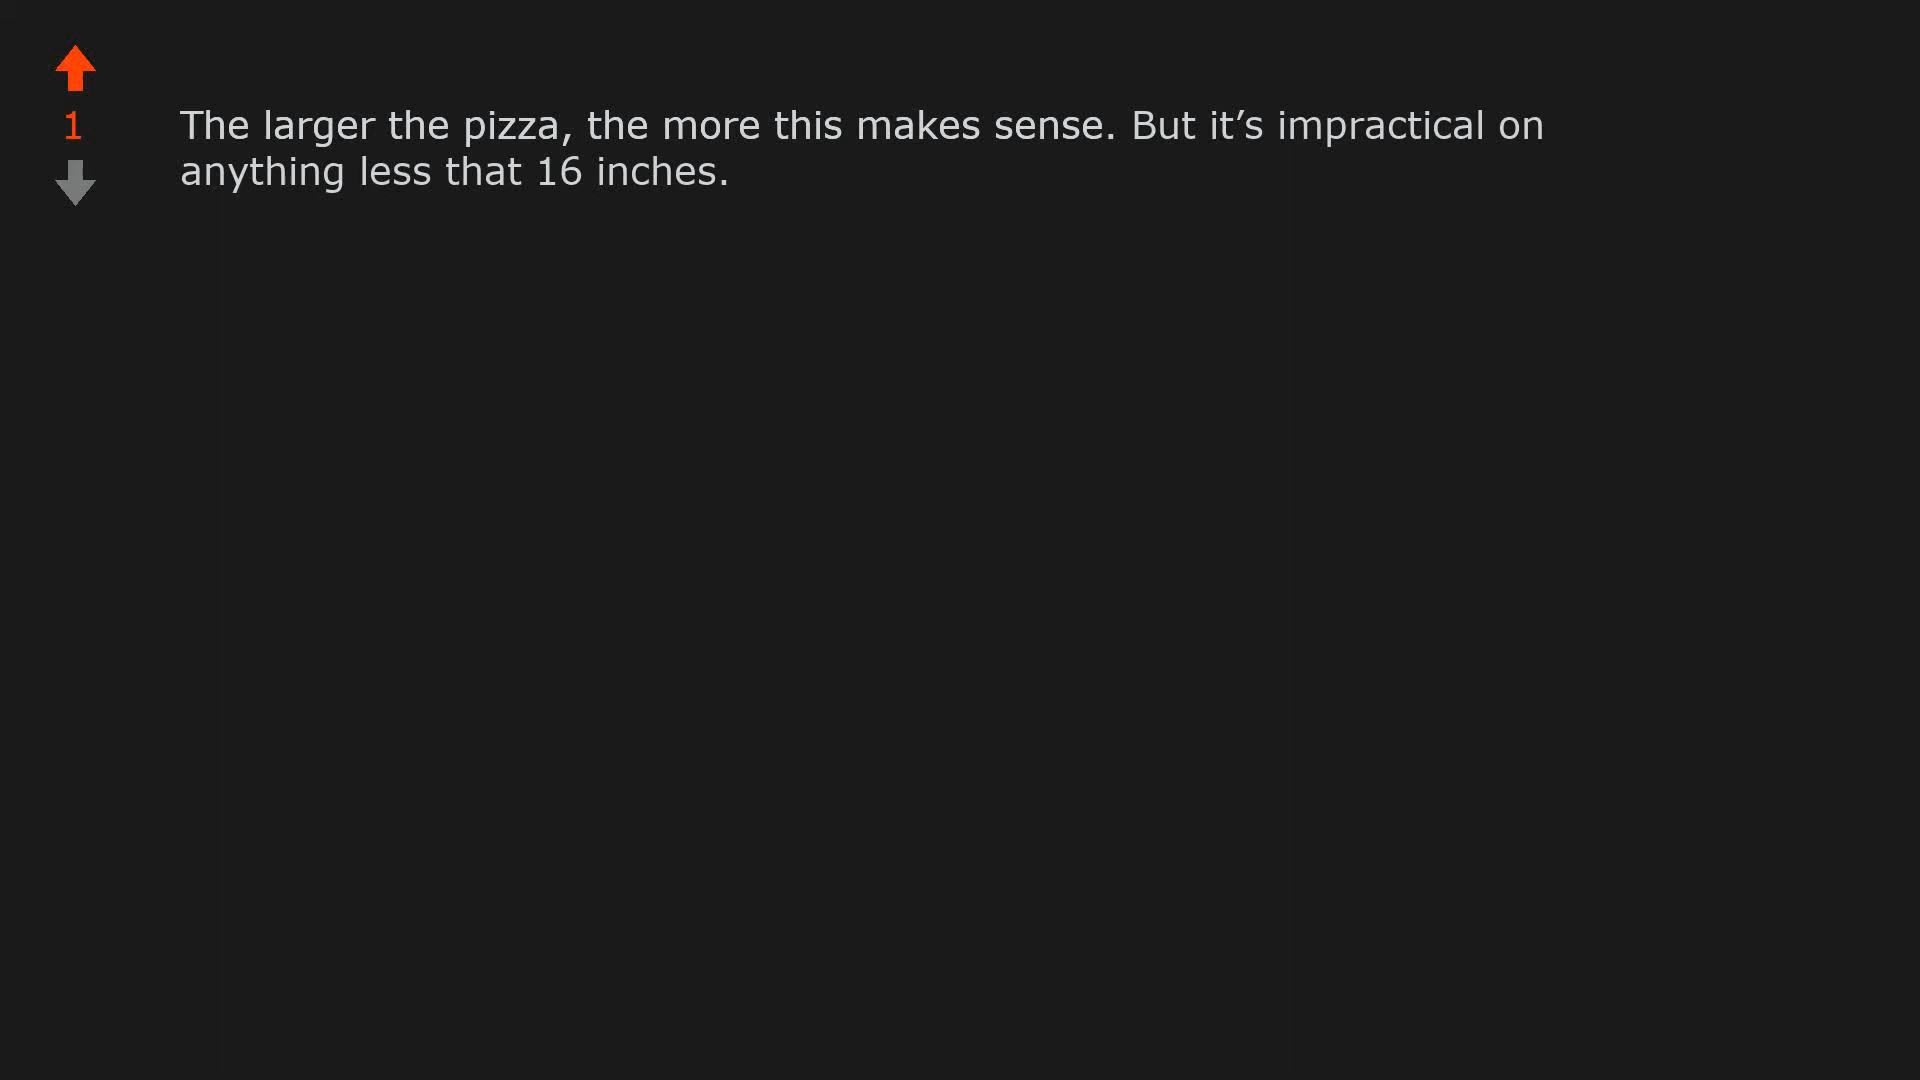 1
The larger the pizza, the more this makes sense. But it’s impractical on
anything less that 16 inches.